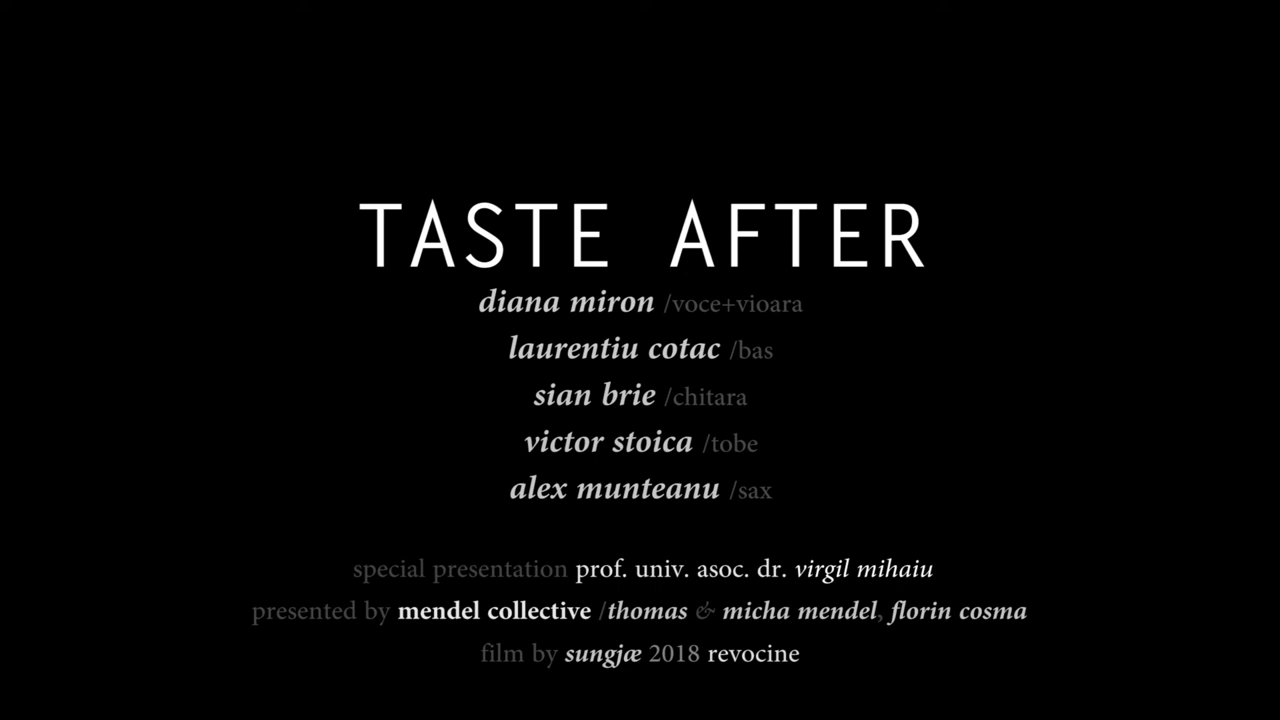 TASTE AFTER
diana miron /voce+vioara
laurentiu cotac /bas
sian brie /chitara
victor stoica /tobe
alex munteanu /sax
special presentation prof. univ. asoc. dr. virgil mihaiu
presented by mendel collective /thomas & micha mendel, florin cosma
film by sungjæ 2018 revocine